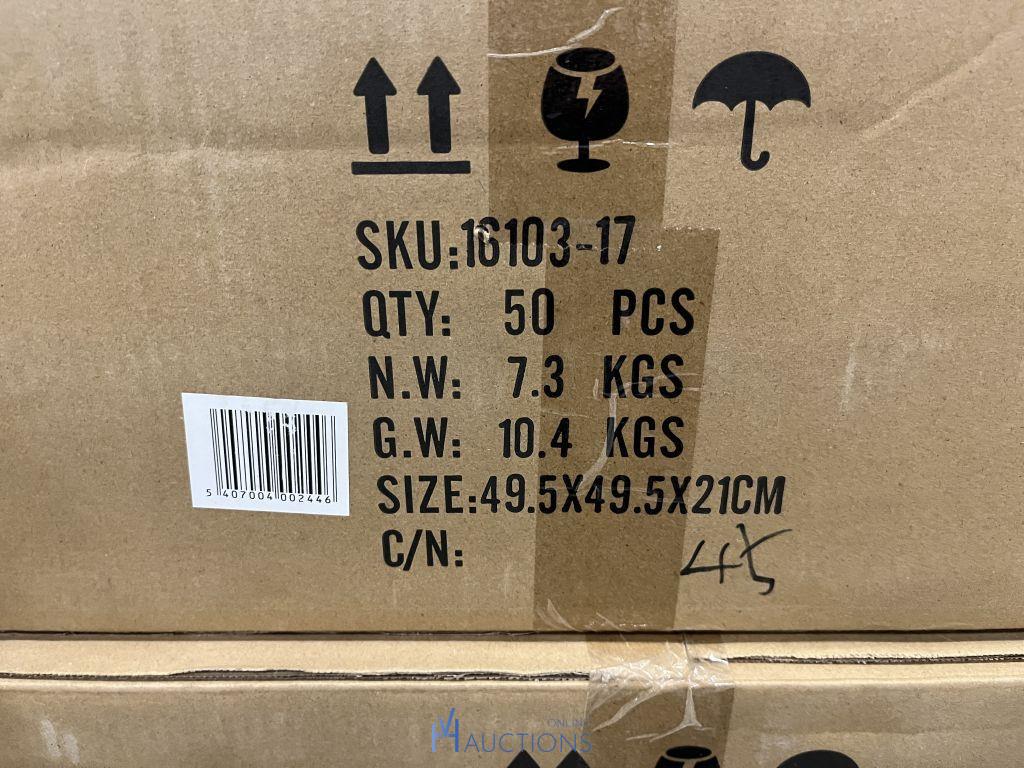 SKU:16103-17
QTY: 50 PCS
N.W: 7.3 KGS
G.W: 10.4 KGS
5 407004 002446
SIZE:49.5X49.5X21CM
C/N: 45
ONLINE
AUCTIONS